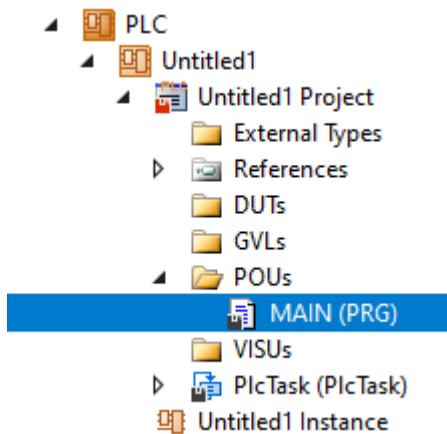 PLC
Untitled1
Untitled1 Project
External Types
References
DUTs
GVLs
POUs
MAIN (PRG)
VISUs
PlcTask (PlcTask)
Untitled1 Instance